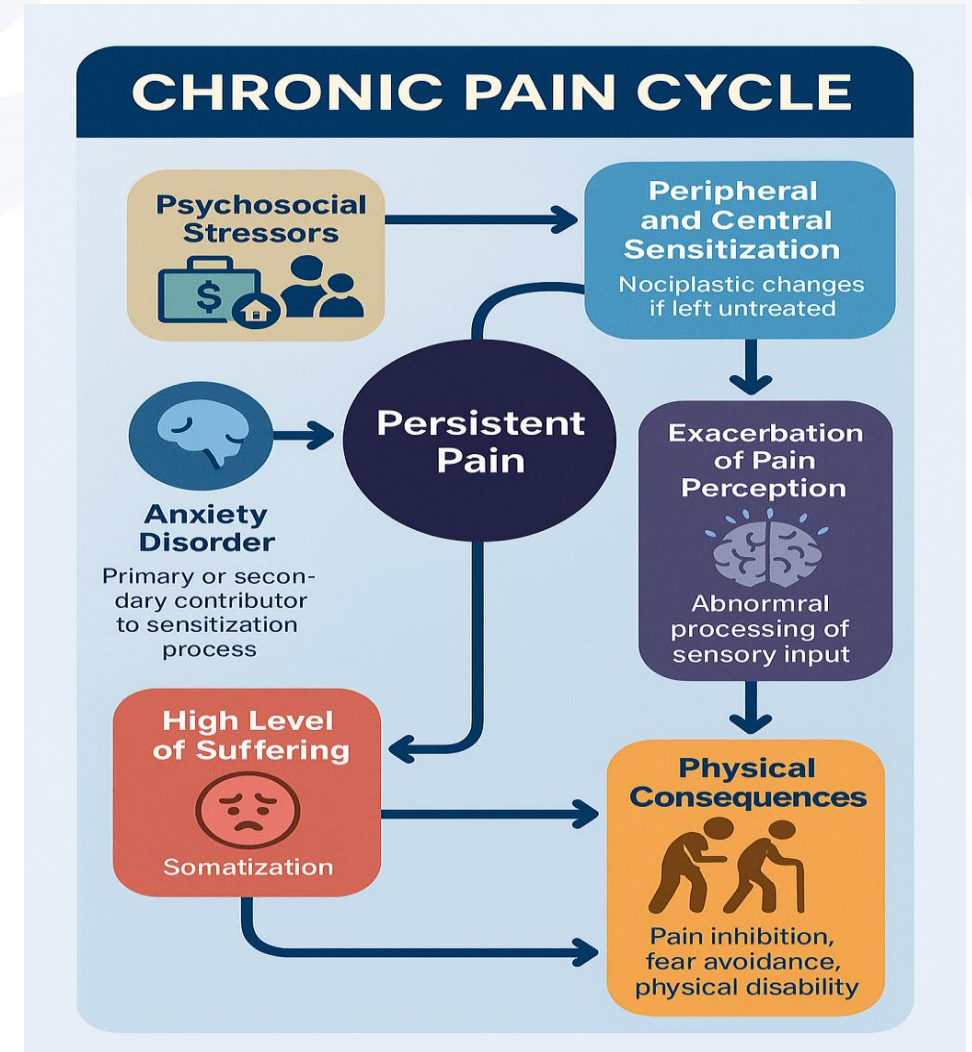 CHRONIC PAIN CYCLE
Psychosocial
Stressors
$
Peripheral
and Central
Sensitization
Nociplastic changes
if left untreated
Persistent
Pain
Anxiety
Disorder
Primary or secon-
dary contributor
to sensitization
process
Exacerbation
of Pain
Perception
Abnormral
processing of
sensory input
High Level
of Suffering
Somatization
Physical
Consequences
Pain inhibition,
fear avoidance,
physical disability